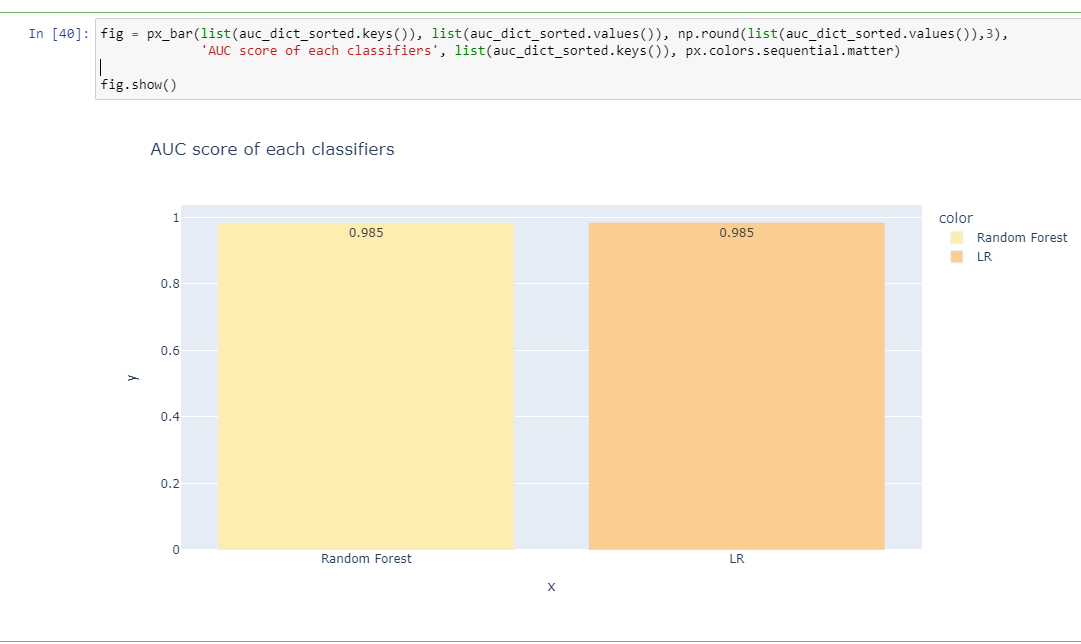 In [40]: fig = px_bar(list(auc_dict_sorted.keys()), list(auc_dict_sorted.values()), np.round(list(auc_dict_sorted.values()),3),
'AUC score of each classifiers', list(auc_dict_sorted.keys()), px.colors.sequential.matter)
fig.show()
AUC score of each classifiers
1
0.8
0.6
0.4
0.2
0
y
0.985
0.985
Random Forest
LR
x
color
Random Forest
LR